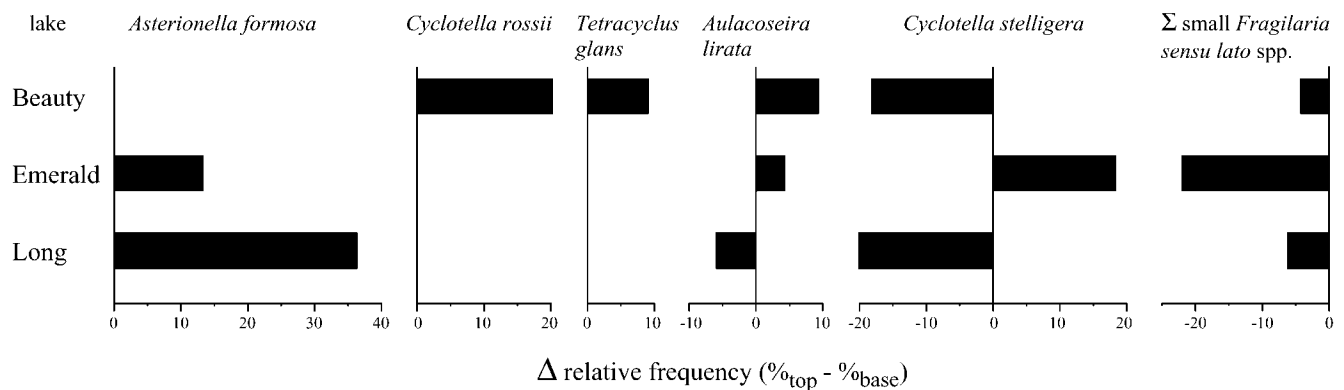 lake Asterionella formosa Cyclotella rossii Tetracyclus glans Aulacoseira lirata Cyclotella stelligera Σ small Fragilaria sensu lato spp.
Beauty
Emerald
Long
0 10 20 30 40 0 10 20 0 10 -10 0 10 -20 -10 0 10 20 -20 -10 0
Δ relative frequency (%top - %base)